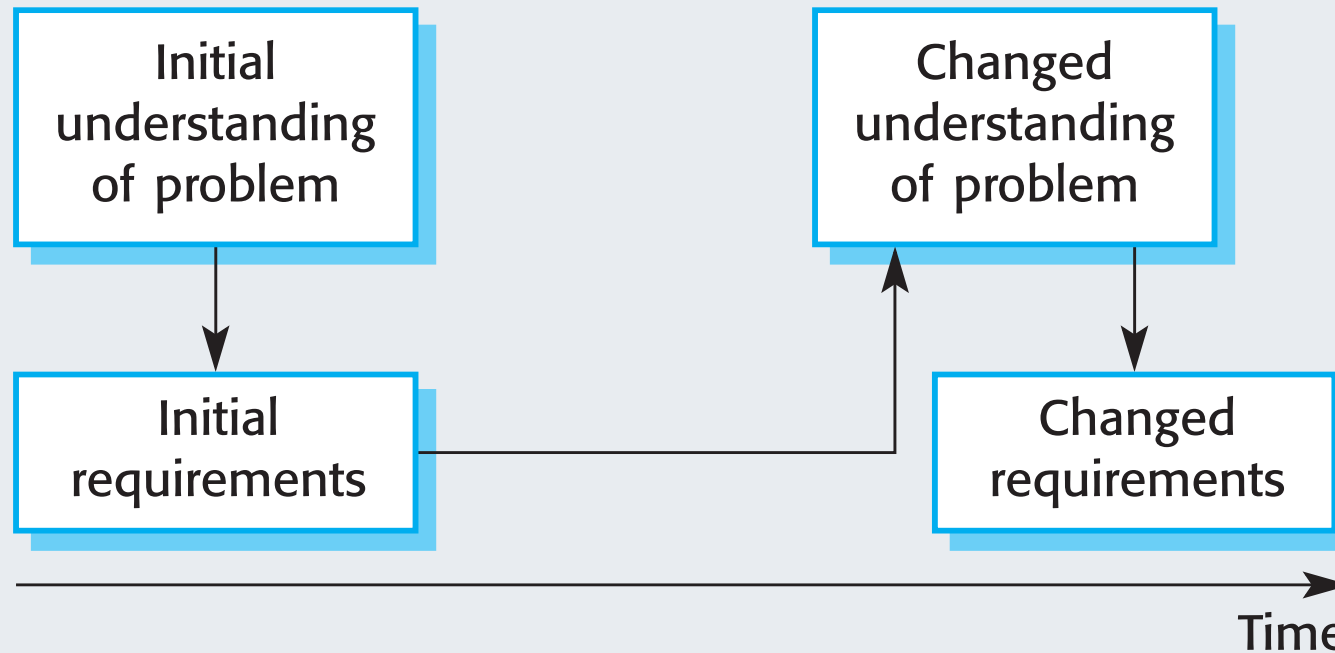 Initial
understanding
of problem
Changed
understanding
of problem
Initial
requirements
Changed
requirements
Time